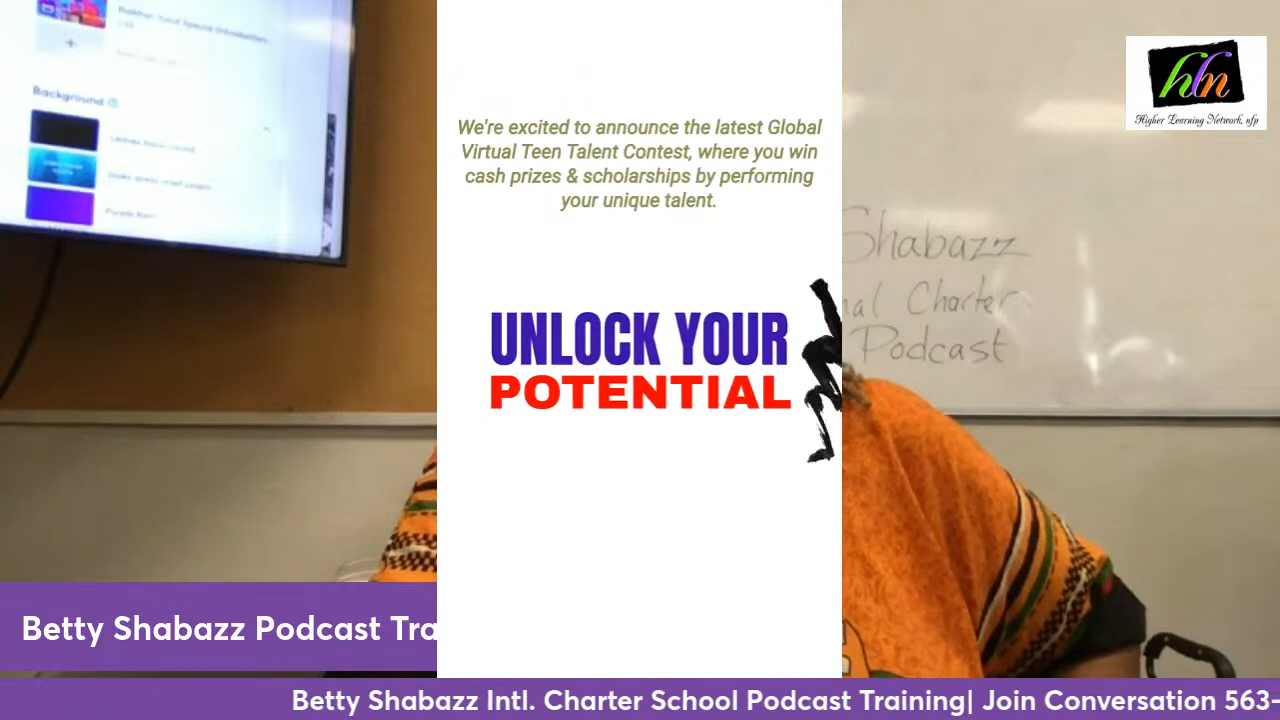 Background
We're excited to announce the latest Global
Virtual Teen Talent Contest, where you win
cash prizes & scholarships by performing
your unique talent.
UNLOCK YOUR
POTENTIAL
hln
Higher Learning Network, nfp
Shabazz
nal Charter
Podcast
Betty Shabazz Podcast Tra
Betty Shabazz Intl. Charter School Podcast Training| Join Conversation 563-